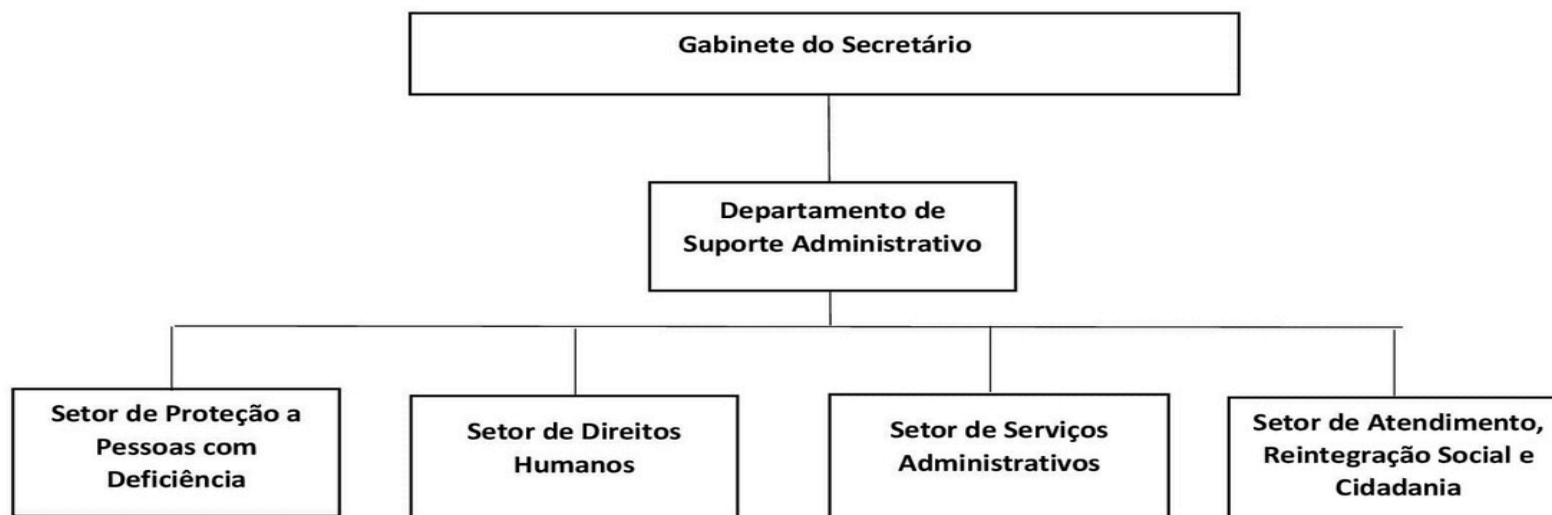 Gabinete do Secretário
Departamento de
Suporte Administrativo
Setor de Proteção a
Pessoas com
Deficiência
Setor de Direitos
Humanos
Setor de Serviços
Administrativos
Setor de Atendimento,
Reintegração Social e
Cidadania